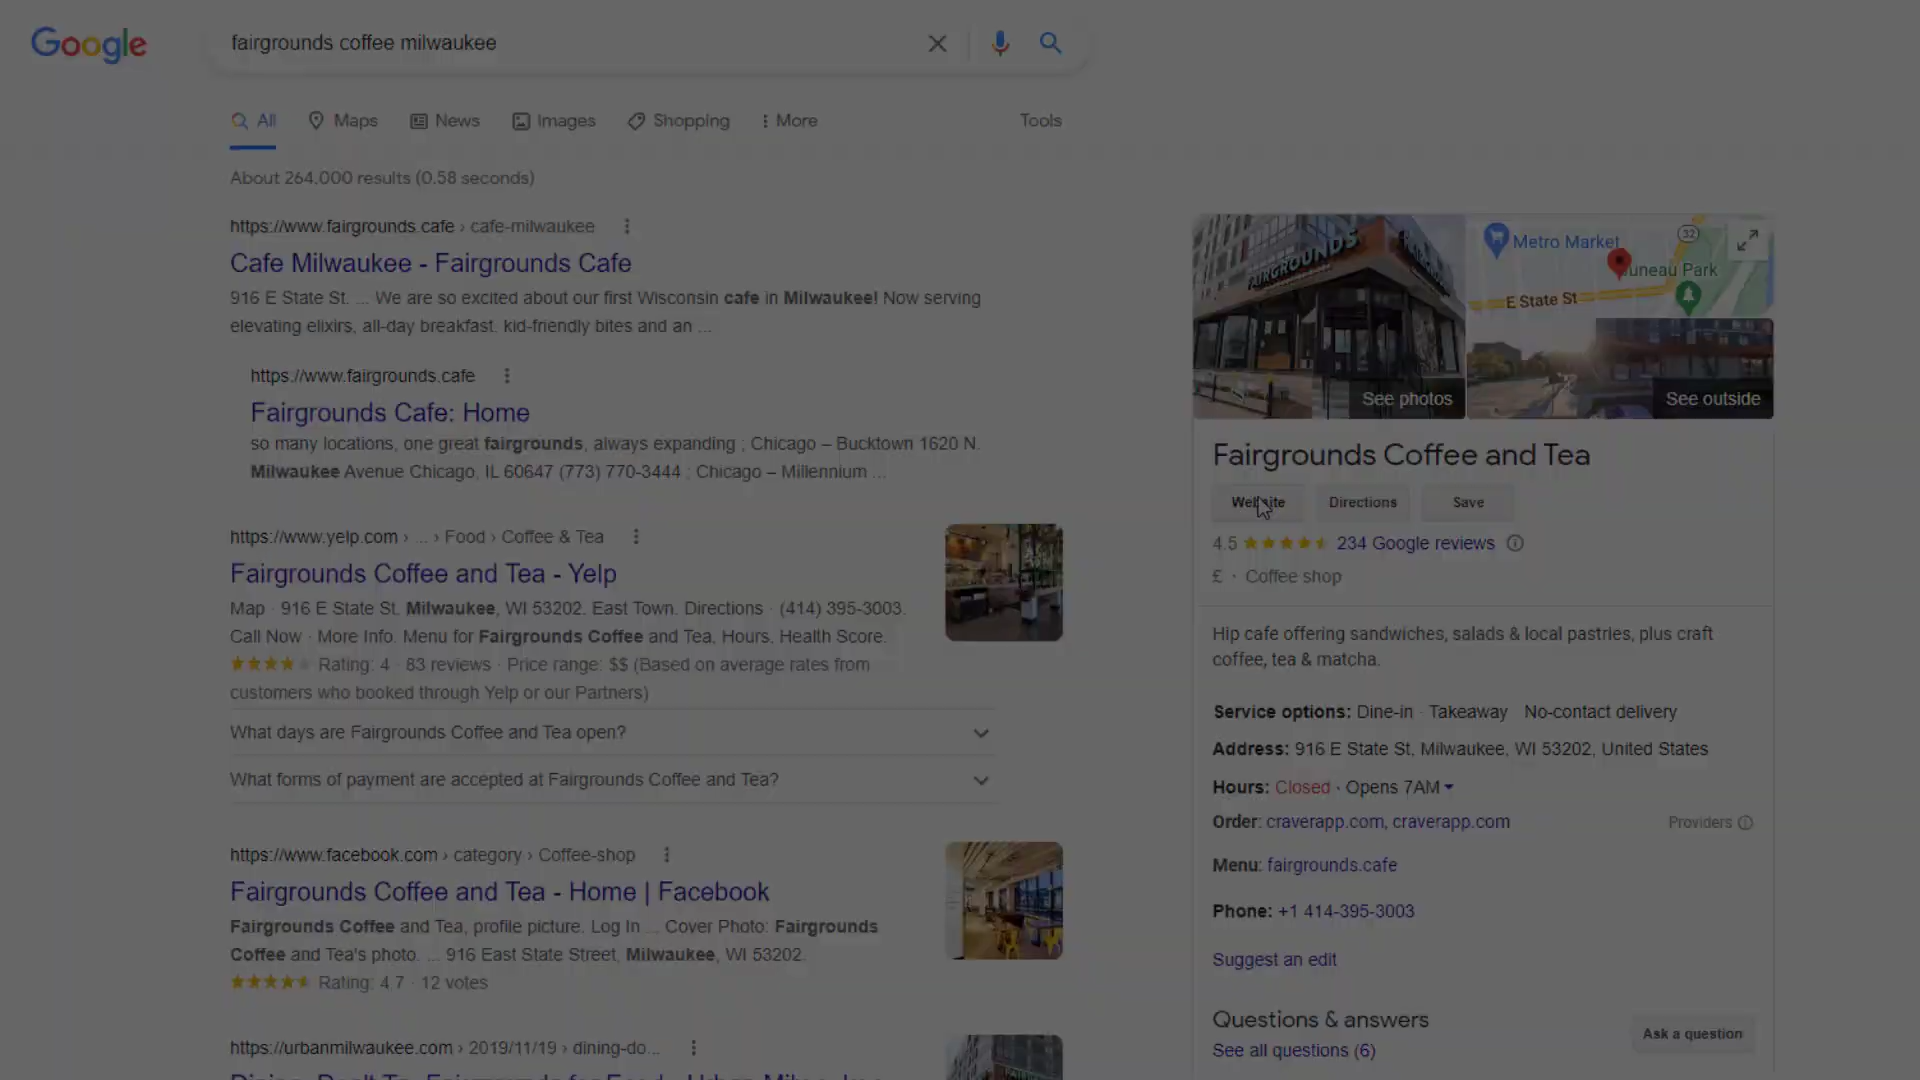 Google
fairgrounds coffee milwaukee
All
Maps
News
Images
Shopping
More
Tools
About 264,000 results (0.58 seconds)
https://www.fairgrounds.cafe › cafe-milwaukee
Cafe Milwaukee - Fairgrounds Cafe
916 E State St. ... We are so excited about our first Wisconsin cafe in Milwaukee! Now serving
elevating elixirs, all-day breakfast, kid-friendly bites and an ...
https://www.fairgrounds.cafe
Fairgrounds Cafe: Home
so many locations, one great fairgrounds, always expanding ; Chicago – Bucktown 1620 N.
Milwaukee Avenue Chicago, IL 60647 (773) 770-3444 ; Chicago – Millennium ...
https://www.yelp.com › ... › Food › Coffee & Tea
Fairgrounds Coffee and Tea - Yelp
Map · 916 E State St. Milwaukee, WI 53202. East Town. Directions · (414) 395-3003.
Call Now · More Info. Menu for Fairgrounds Coffee and Tea, Hours, Health Score.
Rating: 4 · 83 reviews · Price range: $$ (Based on average rates from
customers who booked through Yelp or our Partners)
What days are Fairgrounds Coffee and Tea open?
What forms of payment are accepted at Fairgrounds Coffee and Tea?
https://www.facebook.com › category › Coffee-shop
Fairgrounds Coffee and Tea - Home | Facebook
Fairgrounds Coffee and Tea, profile picture. Log In ... Cover Photo: Fairgrounds
Coffee and Tea's photo. ... 916 East State Street, Milwaukee, WI 53202.
Rating: 4.7 · 12 votes
https://urbanmilwaukee.com › 2019/11/19 › dining-do...
FAIRGROUNDS
See photos
Metro Market
32
Juneau Park
E State St
See outside
Fairgrounds Coffee and Tea
Website
Directions
Save
4.5
234 Google reviews
£ · Coffee shop
Hip cafe offering sandwiches, salads & local pastries, plus craft
coffee, tea & matcha.
Service options: Dine-in · Takeaway · No-contact delivery
Address: 916 E State St, Milwaukee, WI 53202, United States
Hours: Closed · Opens 7AM
Order: craverapp.com, craverapp.com
Providers
Menu: fairgrounds.cafe
Phone: +1 414-395-3003
Suggest an edit
Questions & answers
See all questions (6)
Ask a question